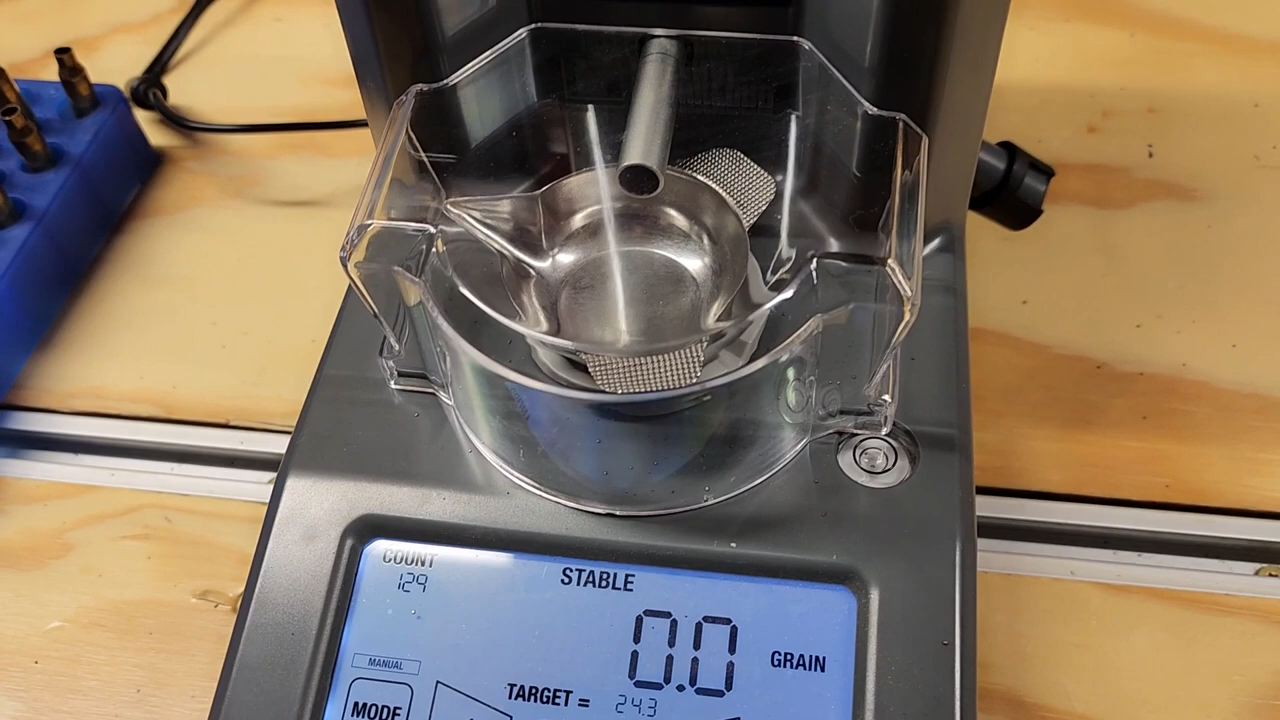 COUNT
129
STABLE
0.0
GRAIN
MANUAL
TARGET = 24.3
MODE